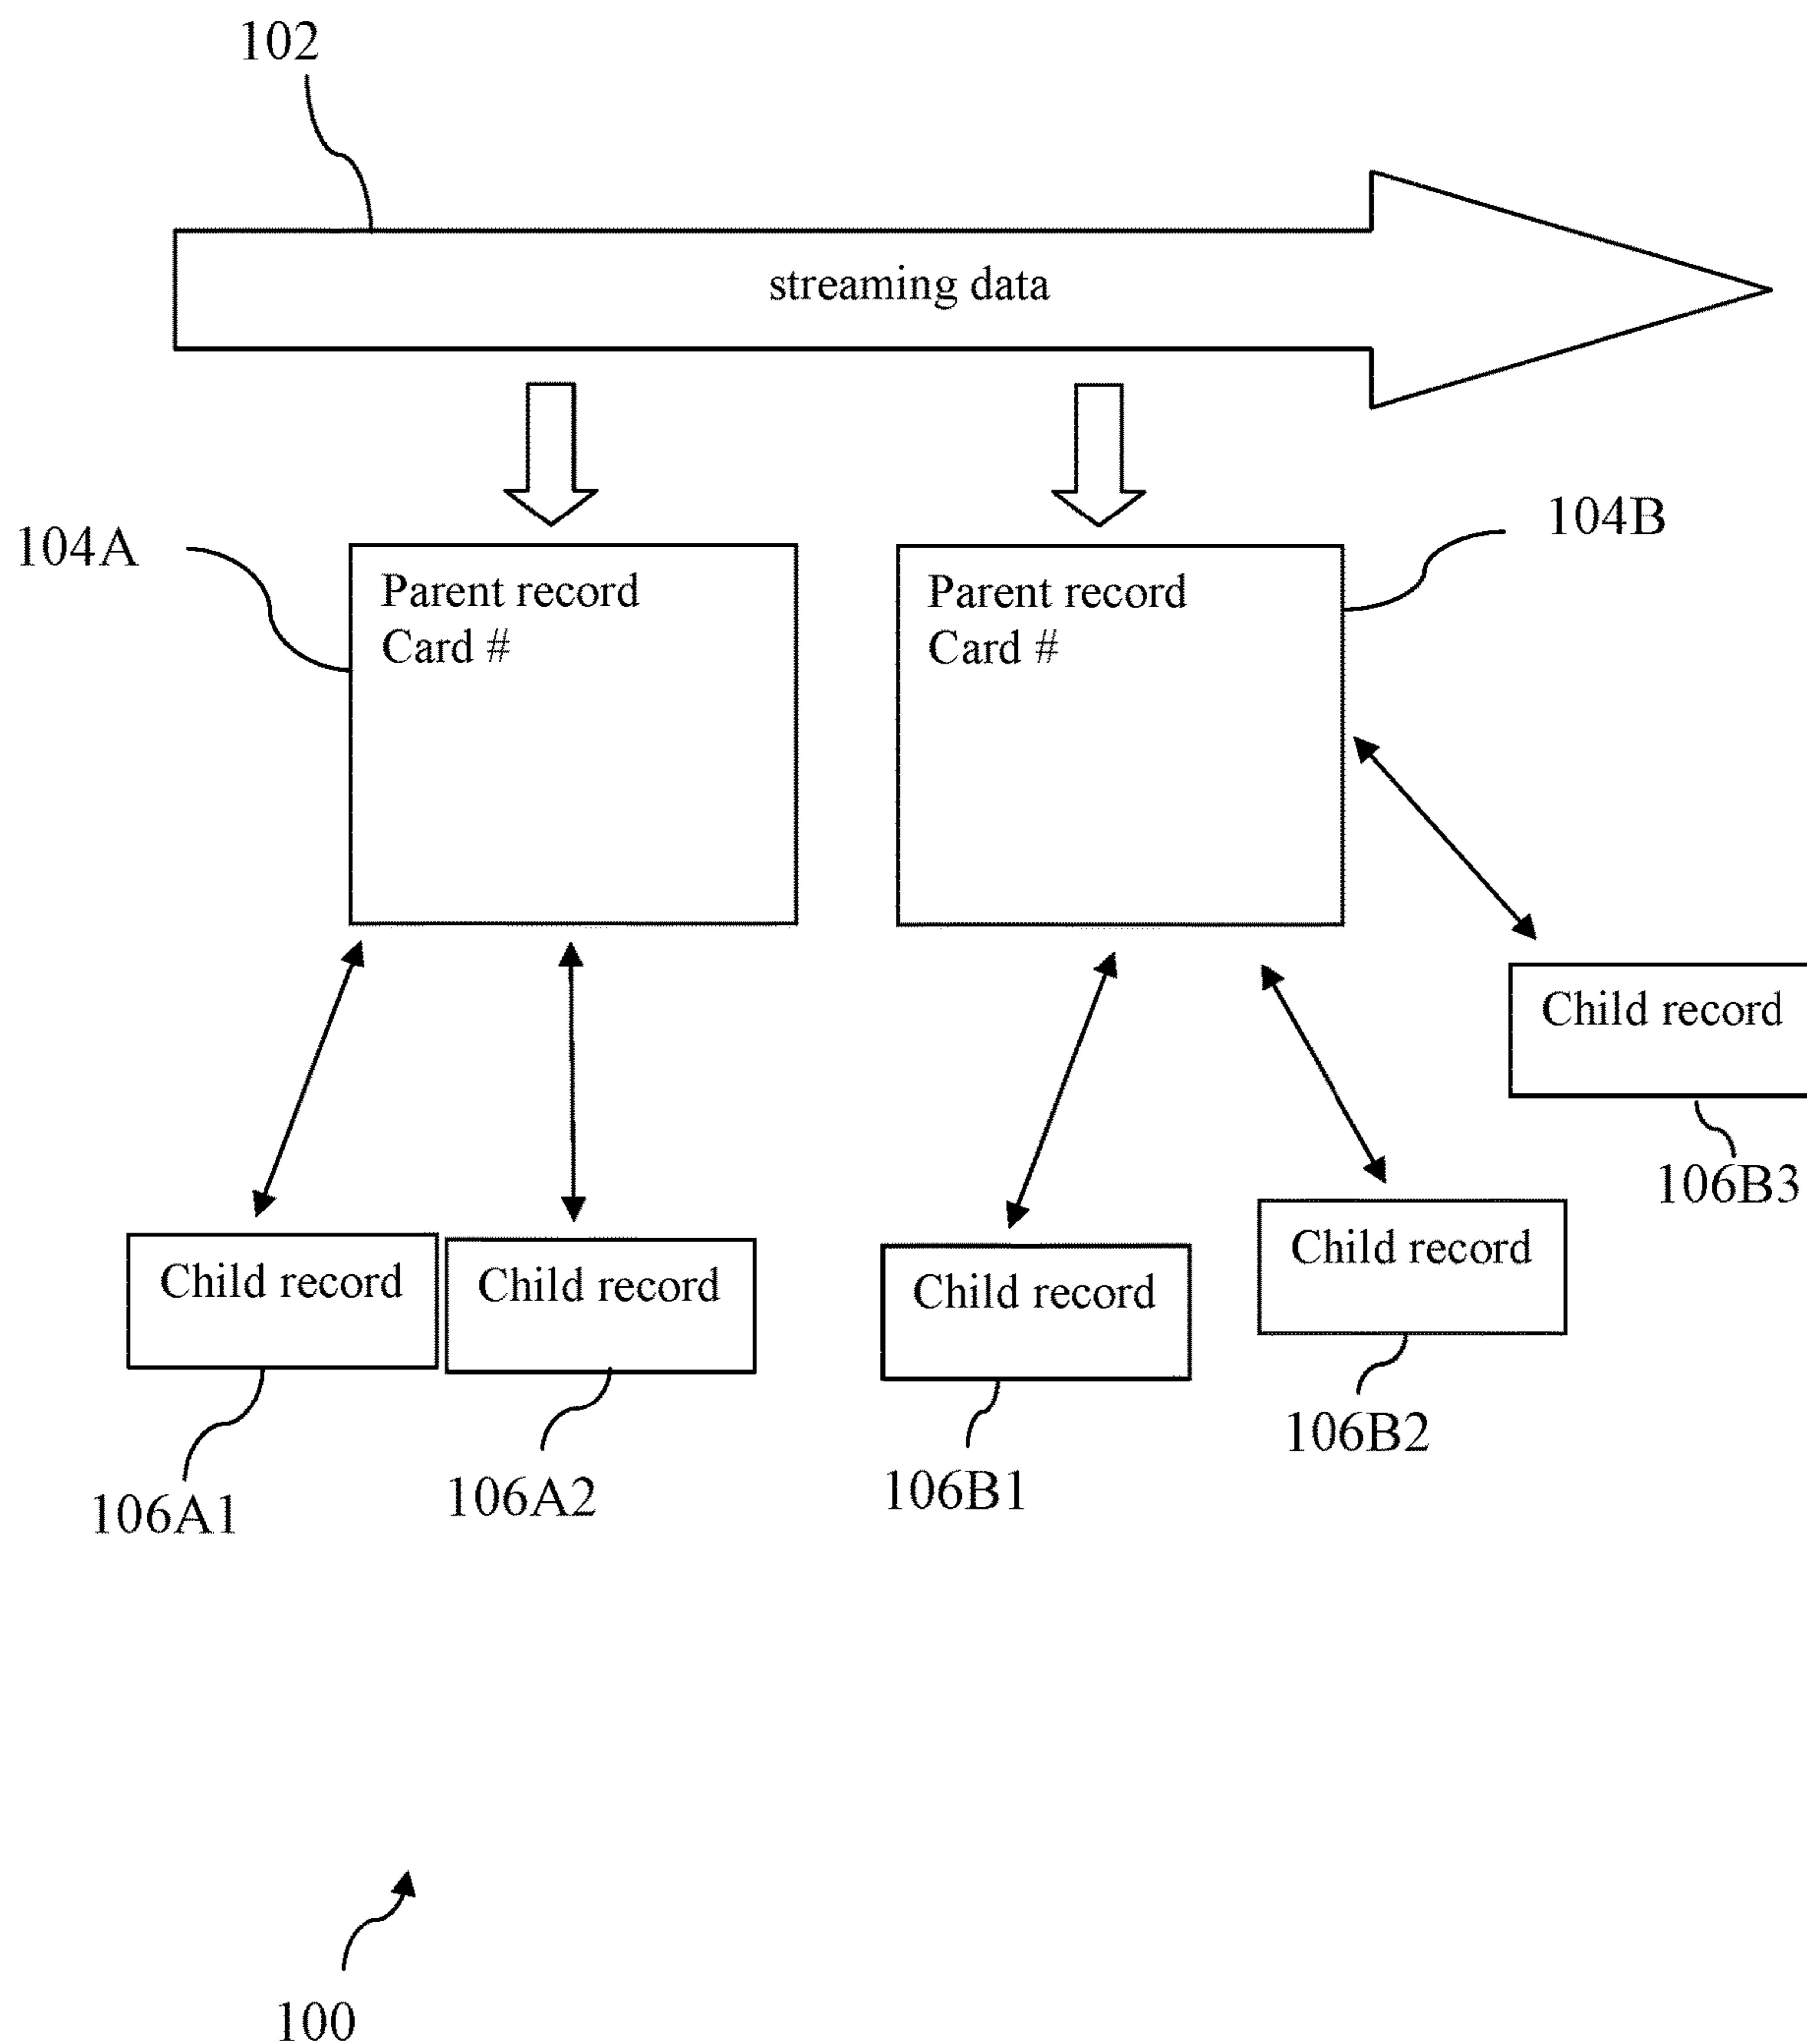 102
streaming data
104A
104B
Parent record
Card #
Parent record
Card #
Child record
106B3
Child record
Child record
Child record
Child record
106B2
106A1
106A2
106B1
100